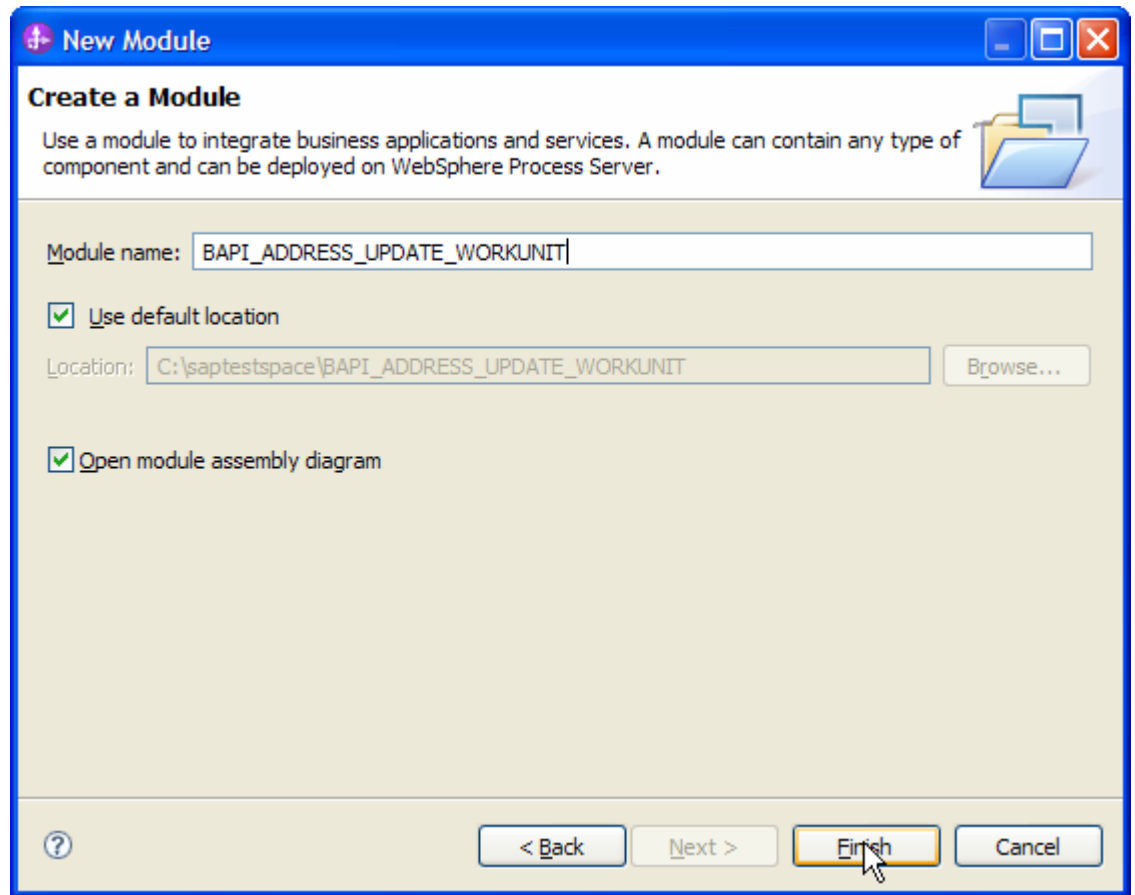 New Module
Create a Module
Use a module to integrate business applications and services. A module can contain any type of
component and can be deployed on WebSphere Process Server.
Module name: BAPI_ADDRESS_UPDATE_WORKUNIT
Use default location
Location: C:\saptestspace\BAPI_ADDRESS_UPDATE_WORKUNIT Browse...
Open module assembly diagram
? < Back Next > Finish Cancel